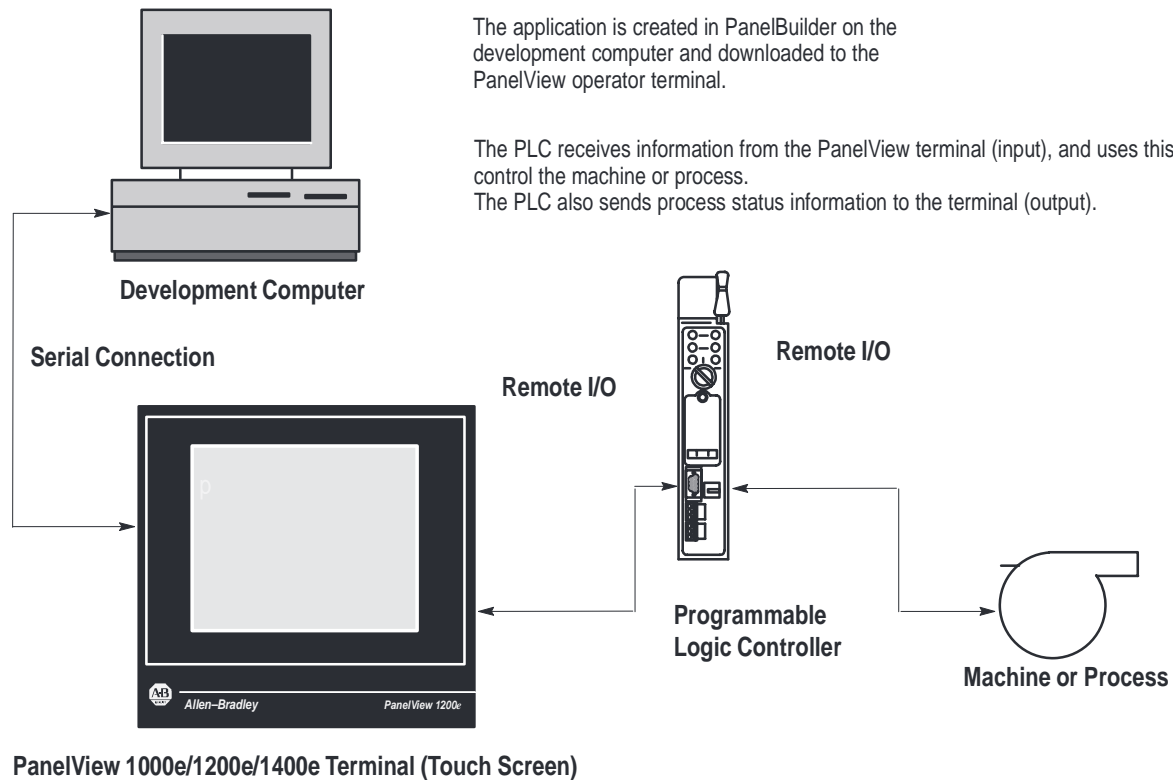 The application is created in PanelBuilder on the
development computer and downloaded to the
PanelView operator terminal.
The PLC receives information from the PanelView terminal (input), and uses this
control the machine or process.
The PLC also sends process status information to the terminal (output).
Development Computer
Serial Connection
Remote I/O
Remote I/O
p
Programmable
Logic Controller
Machine or Process
AB
Allen–Bradley
PanelView 1200e
PanelView 1000e/1200e/1400e Terminal (Touch Screen)